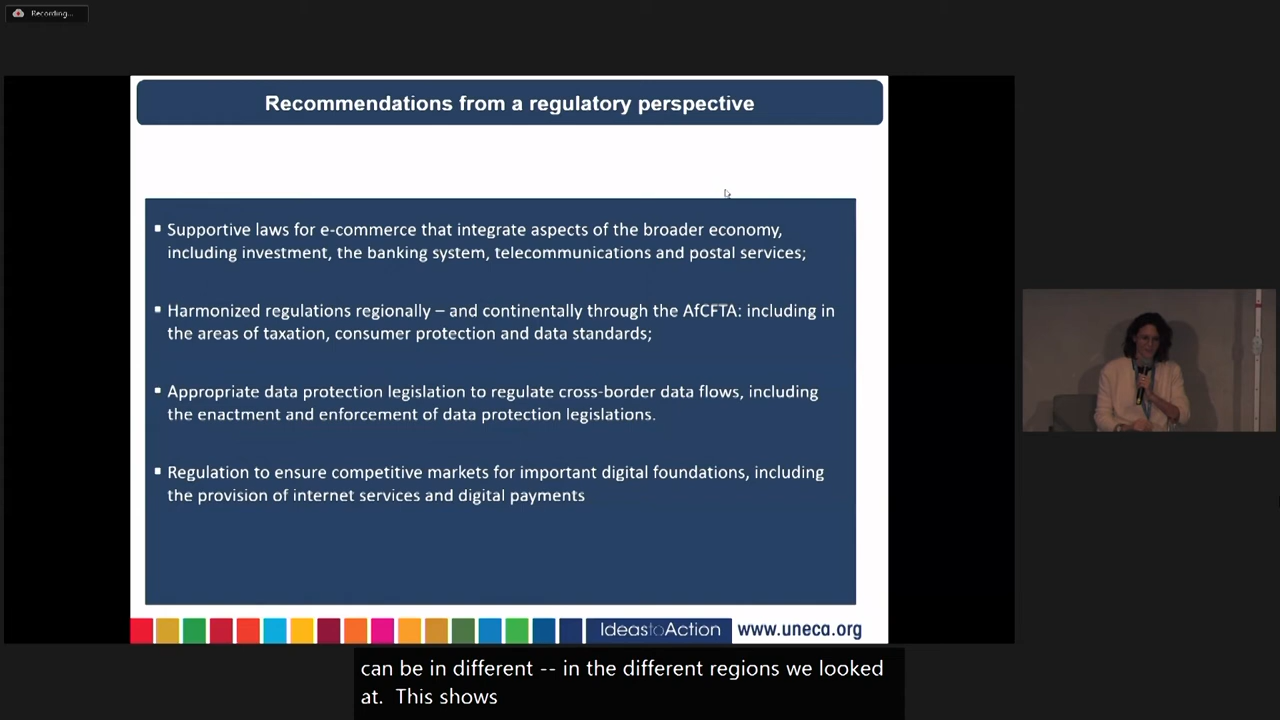 Recording...
Recommendations from a regulatory perspective
▪ Supportive laws for e-commerce that integrate aspects of the broader economy,
including investment, the banking system, telecommunications and postal services;
▪ Harmonized regulations regionally – and continentally through the AfCFTA: including in
the areas of taxation, consumer protection and data standards;
▪ Appropriate data protection legislation to regulate cross-border data flows, including
the enactment and enforcement of data protection legislations.
▪ Regulation to ensure competitive markets for important digital foundations, including
the provision of internet services and digital payments
IdeastoAction www.uneca.org
can be in different -- in the different regions we looked
at.  This shows